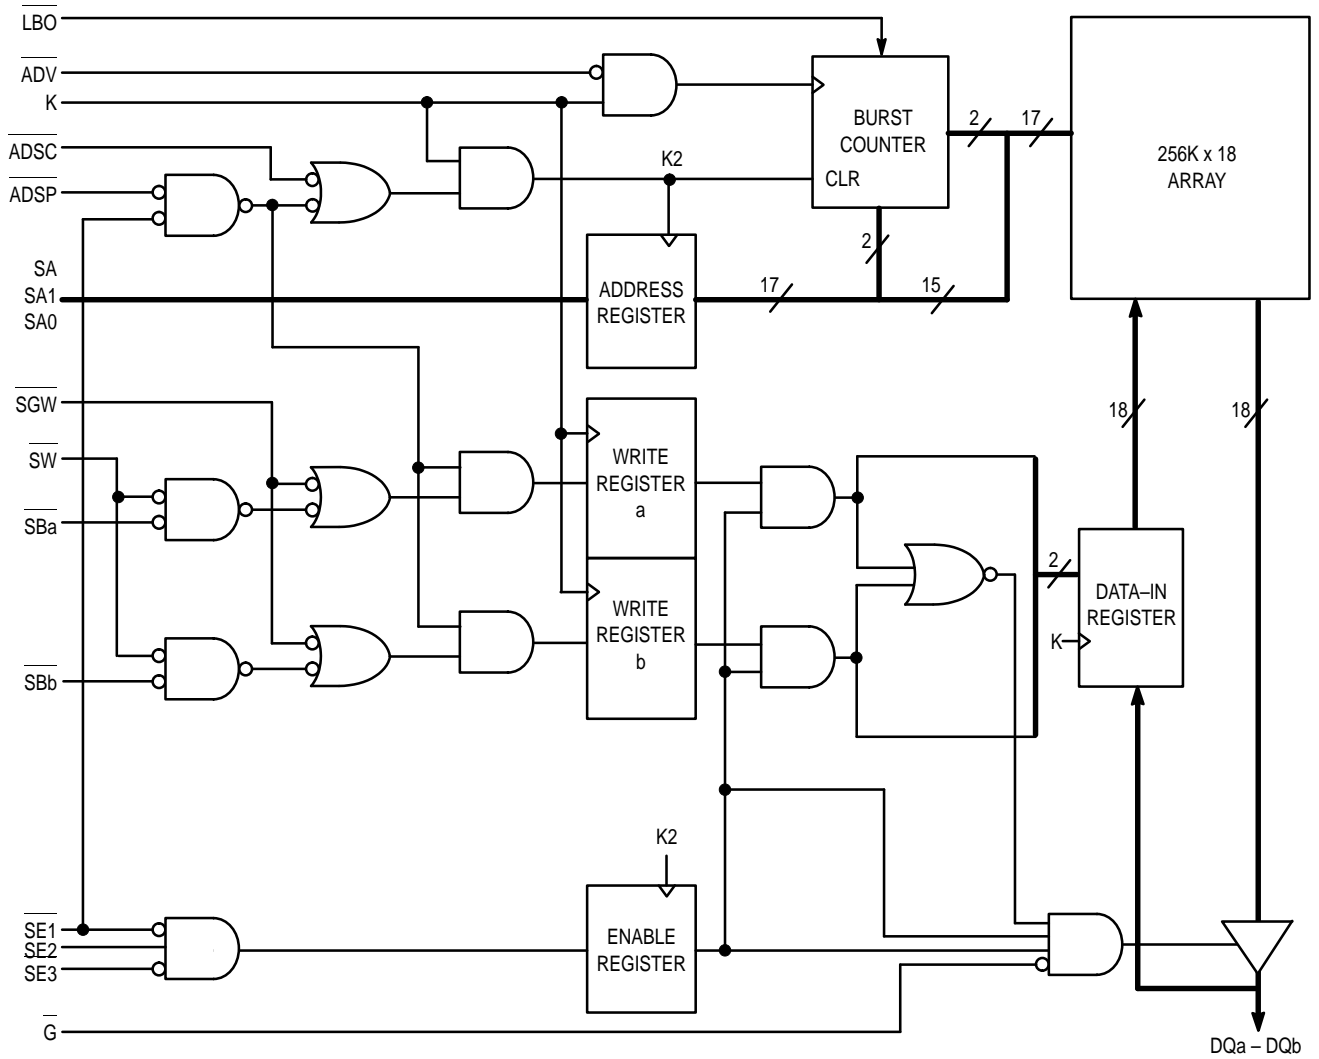 LBO
ADV
K
ADSC
ADSP
SA
SA1
SA0
SGW
SW
SBa
SBb
SE1
SE2
SE3
G
K2
BURST
COUNTER
CLR
2
17
256K x 18
ARRAY
2
ADDRESS
REGISTER
17
15
18
18
WRITE
REGISTER
a
WRITE
REGISTER
b
2
DATA–IN
REGISTER
K
K2
ENABLE
REGISTER
DQa – DQb